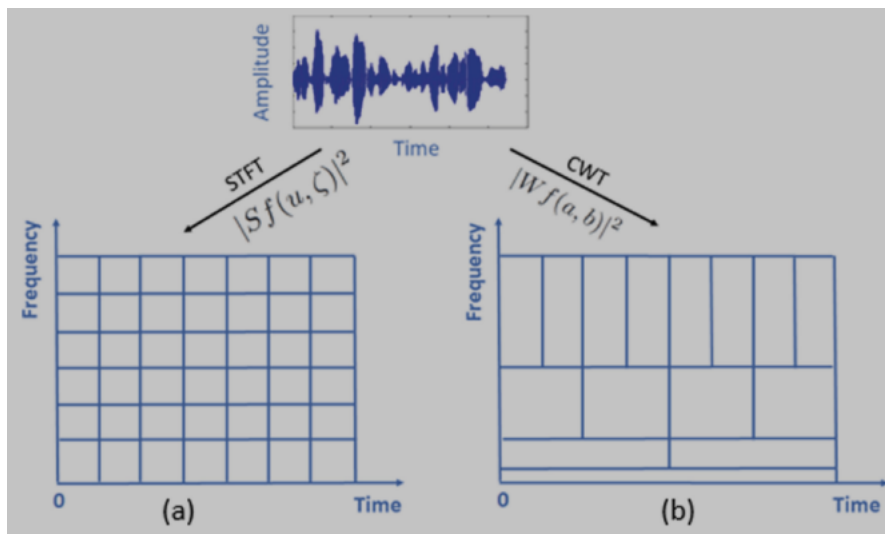 Amplitude
Time
STFT
|Sf(u, ζ)|²
CWT
|Wf(a, b)|²
Frequency
0
Time
(a)
Frequency
0
Time
(b)